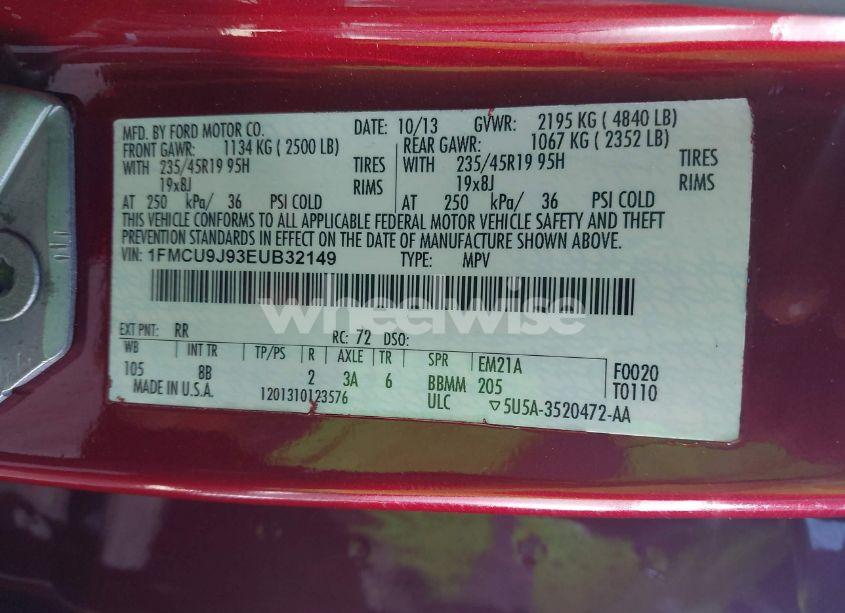 MFD. BY FORD MOTOR CO. DATE: 10/13 GVWR: 2195 KG ( 4840 LB)
FRONT GAWR: 1134 KG ( 2500 LB) REAR GAWR: 1067 KG ( 2352 LB)
WITH 235/45R19 95H TIRES WITH 235/45R19 95H TIRES
19x8J RIMS 19x8J RIMS
AT 250 kPa/ 36 PSI COLD AT 250 kPa/ 36 PSI COLD
THIS VEHICLE CONFORMS TO ALL APPLICABLE FEDERAL MOTOR VEHICLE SAFETY AND THEFT
PREVENTION STANDARDS IN EFFECT ON THE DATE OF MANUFACTURE SHOWN ABOVE.
VIN: 1FMCU9J93EUB32149 TYPE: MPV
wheelwise
EXT PNT: RR RC: 72 DSO:
WB INT TR TP/PS R AXLE TR SPR EM21A F0020
105 8B 2 3A 6 BBMM 205 T0110
MADE IN U.S.A. 1201310123576 ULC ▽5U5A-3520472-AA